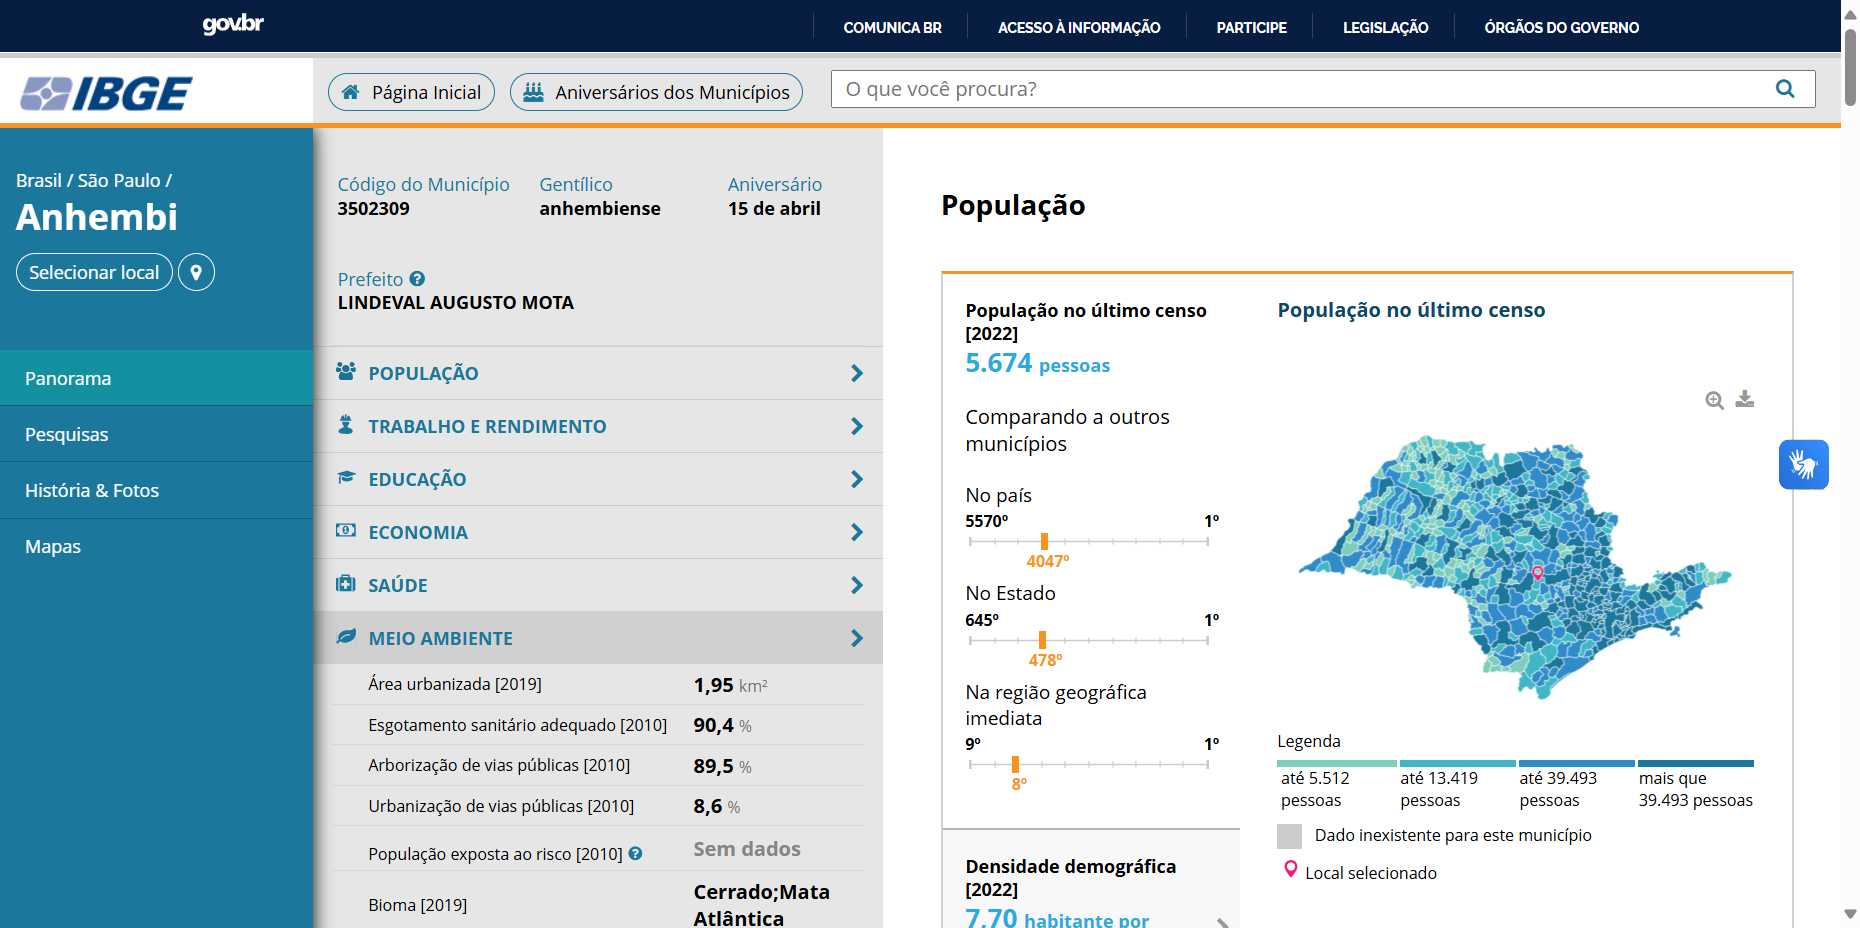 gov.br
COMUNICA BR
ACESSO À INFORMAÇÃO
PARTICIPE
LEGISLAÇÃO
ÓRGÃOS DO GOVERNO
IBGE
Página Inicial
Aniversários dos Municípios
O que você procura?
Brasil / São Paulo /
Anhembi
Selecionar local
Panorama
Pesquisas
História & Fotos
Mapas
Código do Município
3502309
Gentílico
anhembiense
Aniversário
15 de abril
Prefeito ?
LINDEVAL AUGUSTO MOTA
POPULAÇÃO
TRABALHO E RENDIMENTO
EDUCAÇÃO
ECONOMIA
SAÚDE
MEIO AMBIENTE
Área urbanizada [2019] 1,95 km²
Esgotamento sanitário adequado [2010] 90,4 %
Arborização de vias públicas [2010] 89,5 %
Urbanização de vias públicas [2010] 8,6 %
População exposta ao risco [2010] ? Sem dados
Bioma [2019] Cerrado;Mata
Atlântica
População
População no último censo
[2022]
5.674 pessoas
Comparando a outros
municípios
No país
5570º 1º
4047º
No Estado
645º 1º
478º
Na região geográfica
imediata
9º 1º
8º
Densidade demográfica
[2022]
7,70 habitante por
População no último censo
Legenda
até 5.512
pessoas
até 13.419
pessoas
até 39.493
pessoas
mais que
39.493 pessoas
Dado inexistente para este município
Local selecionado